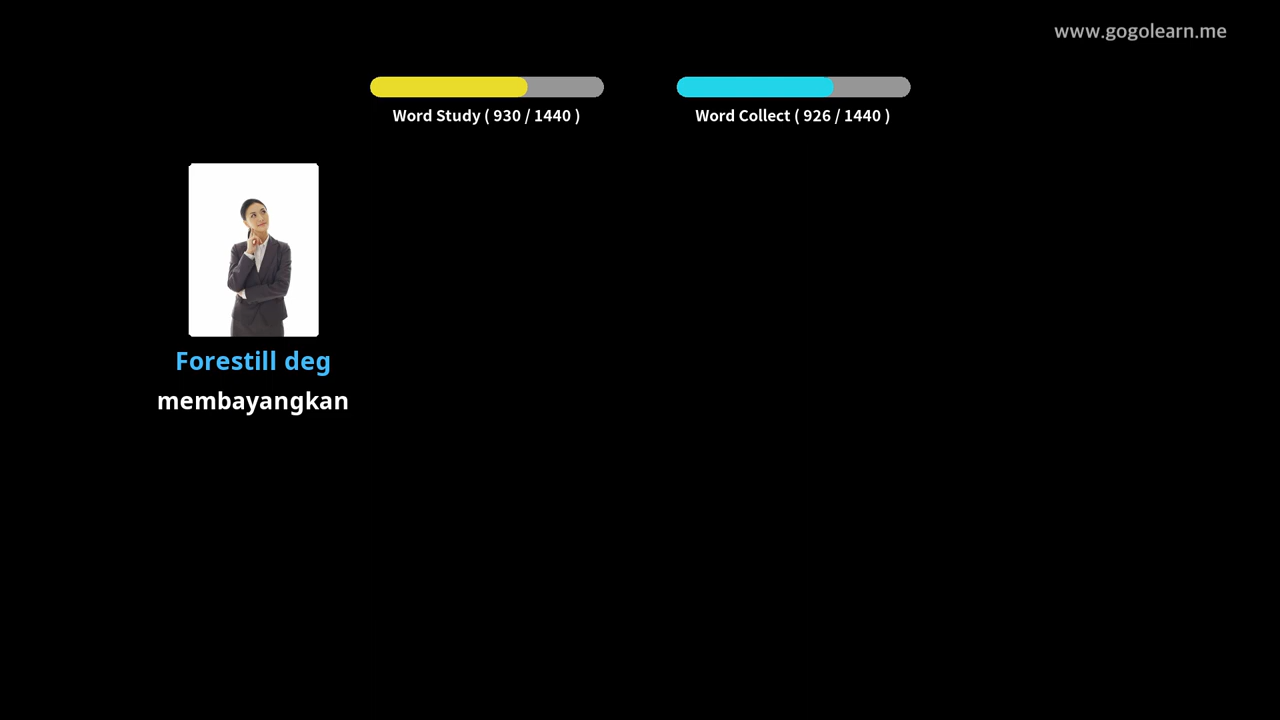 www.gogolearn.me
Word Study ( 930 / 1440 )
Word Collect ( 926 / 1440 )
Forestill deg
membayangkan